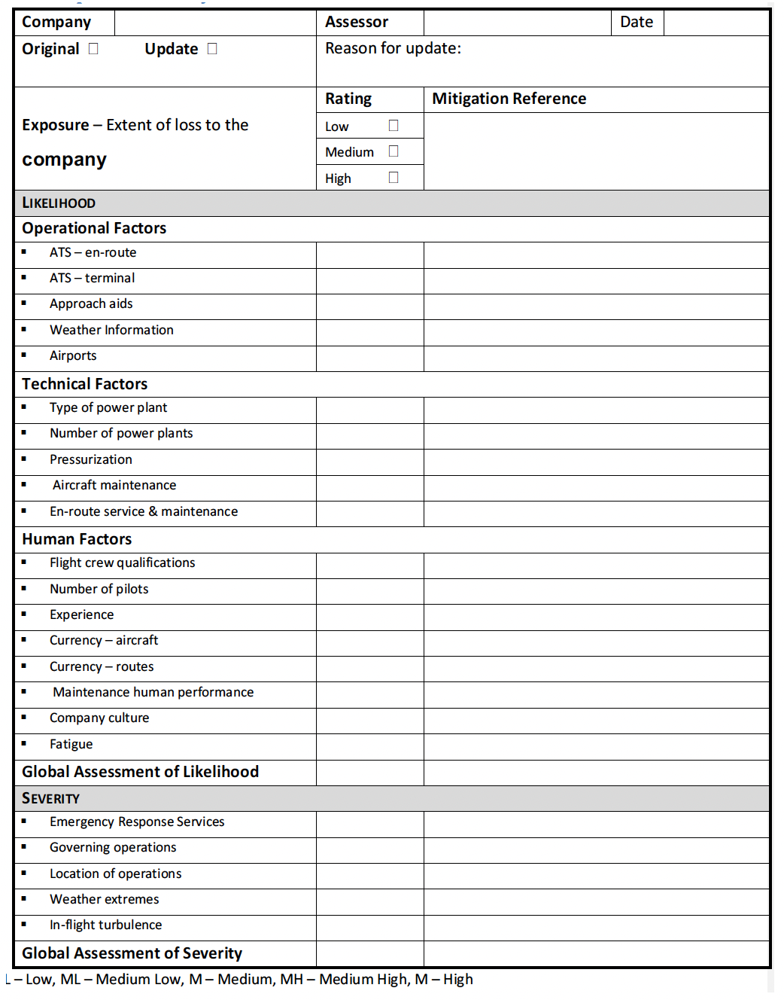 Company Assessor Date
Original □ Update □ Reason for update:
Rating Mitigation Reference
Exposure – Extent of loss to the
company
Low □
Medium □
High □
LIKELIHOOD
Operational Factors
▪ ATS – en-route
▪ ATS – terminal
▪ Approach aids
▪ Weather Information
▪ Airports
Technical Factors
▪ Type of power plant
▪ Number of power plants
▪ Pressurization
▪ Aircraft maintenance
▪ En-route service & maintenance
Human Factors
▪ Flight crew qualifications
▪ Number of pilots
▪ Experience
▪ Currency – aircraft
▪ Currency – routes
▪ Maintenance human performance
▪ Company culture
▪ Fatigue
Global Assessment of Likelihood
SEVERITY
▪ Emergency Response Services
▪ Governing operations
▪ Location of operations
▪ Weather extremes
▪ In-flight turbulence
Global Assessment of Severity
L – Low, ML – Medium Low, M – Medium, MH – Medium High, M – High